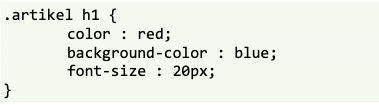 .artikel h1 {
color : red;
background-color : blue;
font-size : 20px;
}